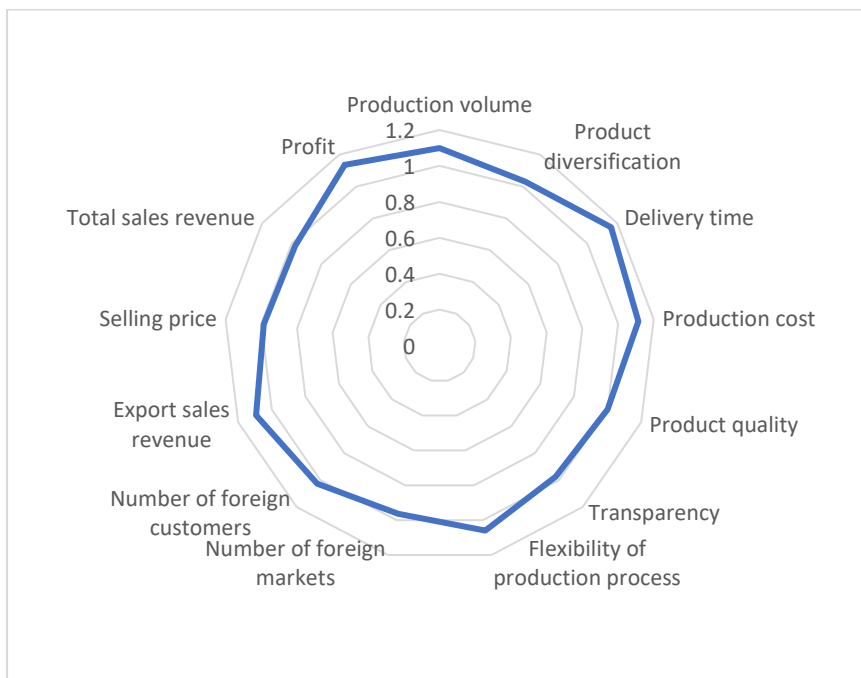 Production volume
1.2
1
0.8
0.6
0.4
0.2
0
Product
diversification
Delivery time
Production cost
Product quality
Transparency
Flexibility of
production process
Number of foreign
markets
Number of foreign
customers
Export sales
revenue
Selling price
Total sales revenue
Profit